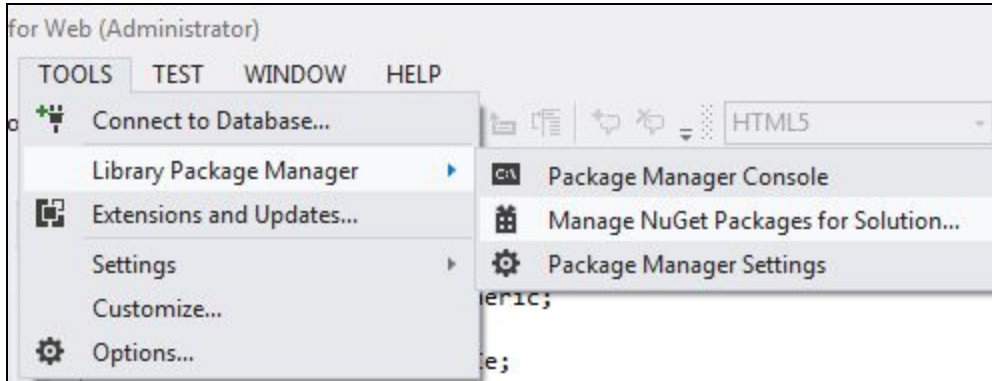 for Web (Administrator)
TOOLS TEST WINDOW HELP
Connect to Database...
HTML5
Library Package Manager
Package Manager Console
Extensions and Updates...
Manage NuGet Packages for Solution...
Settings
Package Manager Settings
Customize...
eric;
Options...
e;